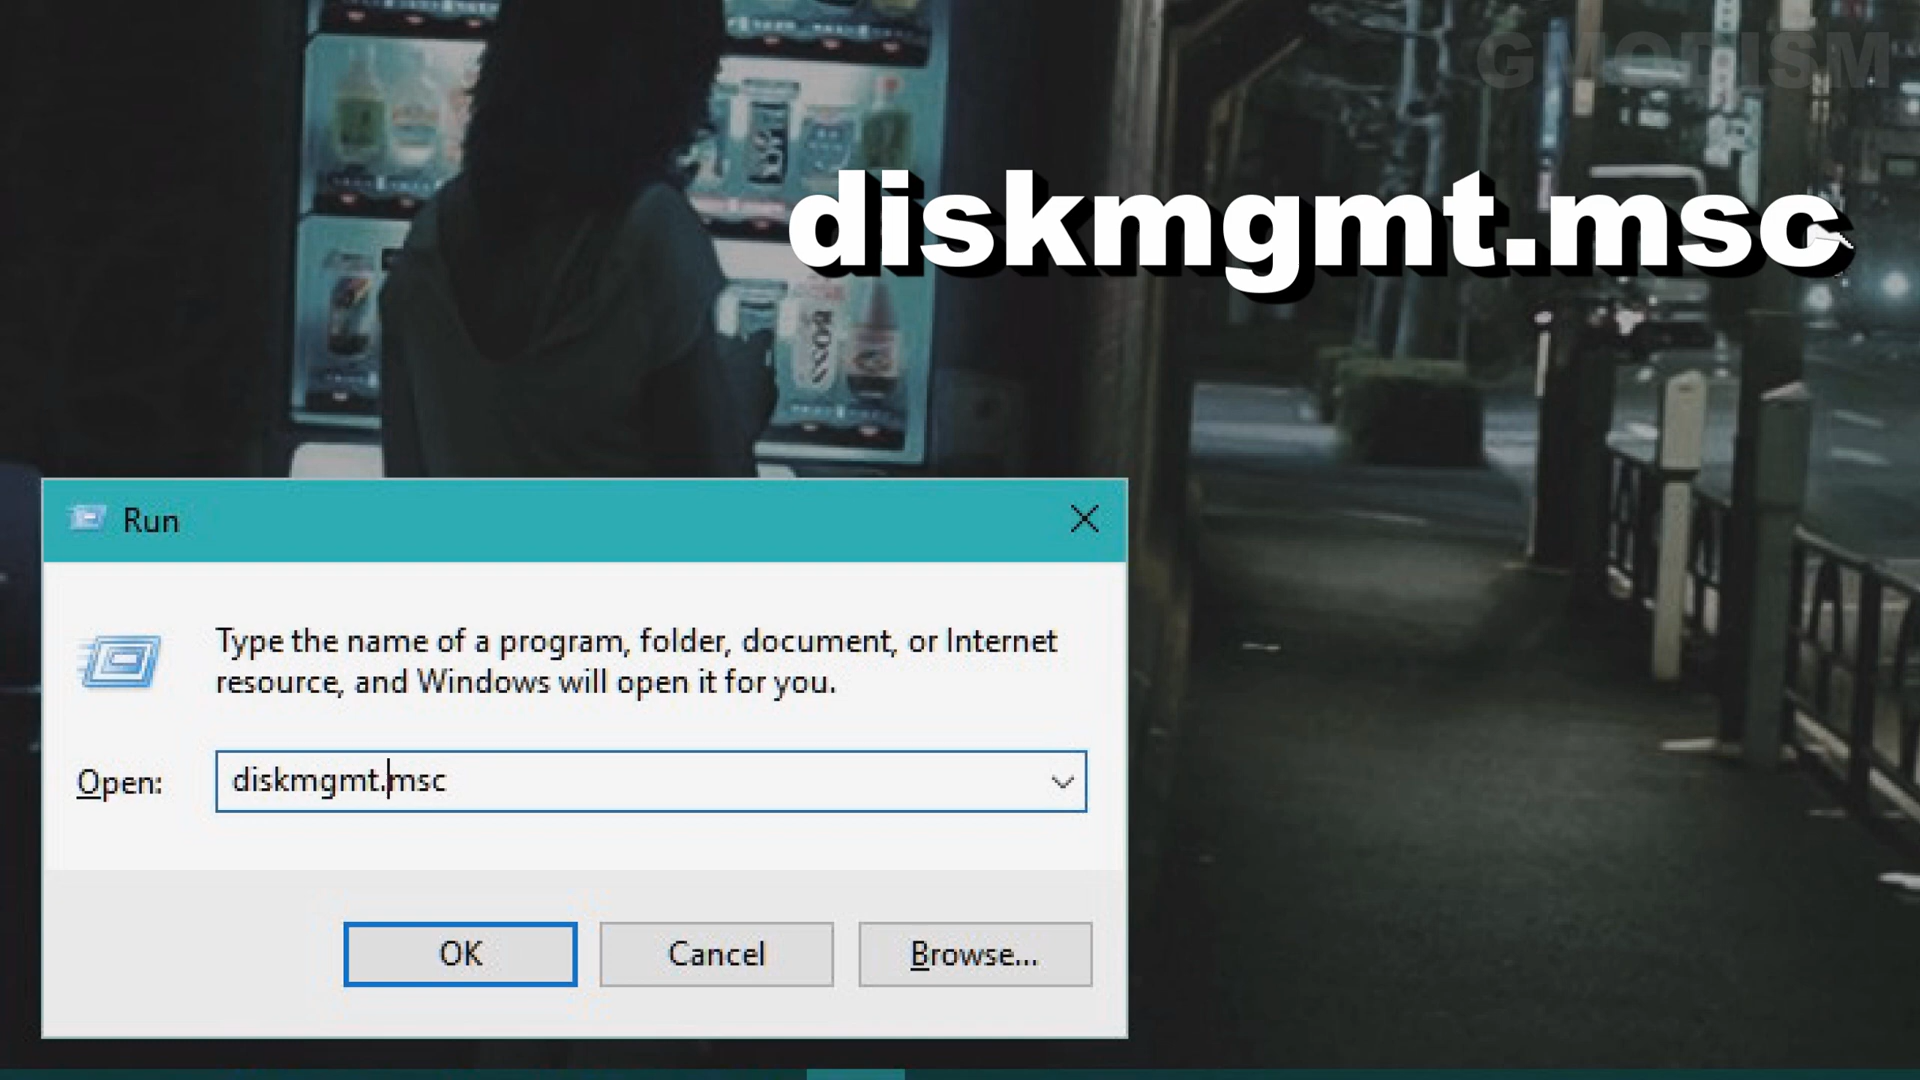 GMODISM
diskmgmt.msc
Run
Type the name of a program, folder, document, or Internet
resource, and Windows will open it for you.
Open:
diskmgmt.msc
OK
Cancel
Browse...